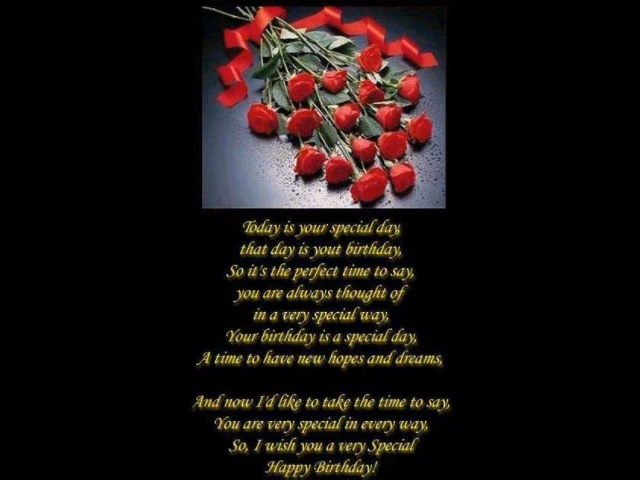 Today is your special day,
that day is yout birthday,
So it's the perfect time to say,
you are always thought of
in a very special way,
Your birthday is a special day,
A time to have new hopes and dreams,
And now I'd like to take the time to say,
You are very special in every way,
So, I wish you a very Special
Happy Birthday!